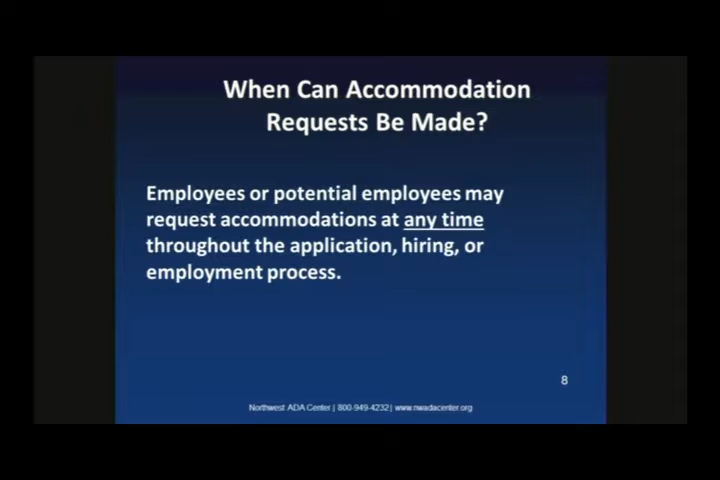 When Can Accommodation
Requests Be Made?
Employees or potential employees may
request accommodations at any time
throughout the application, hiring, or
employment process.
8
Northwest ADA Center | 800-949-4232 | www.nwadacenter.org